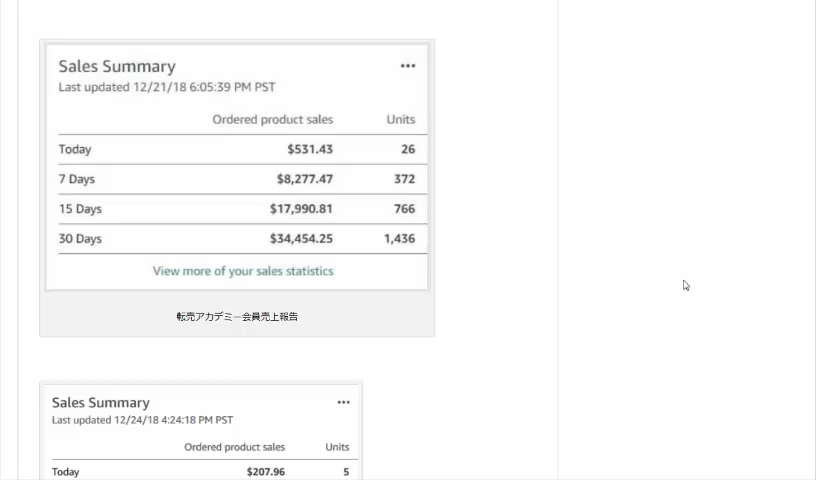 Sales Summary
Last updated 12/21/18 6:05:39 PM PST
Ordered product sales Units
Today $531.43 26
7 Days $8,277.47 372
15 Days $17,990.81 766
30 Days $34,454.25 1,436
View more of your sales statistics
転売アカデミー会員売上報告
Sales Summary
Last updated 12/24/18 4:24:18 PM PST
Ordered product sales Units
Today $207.96 5